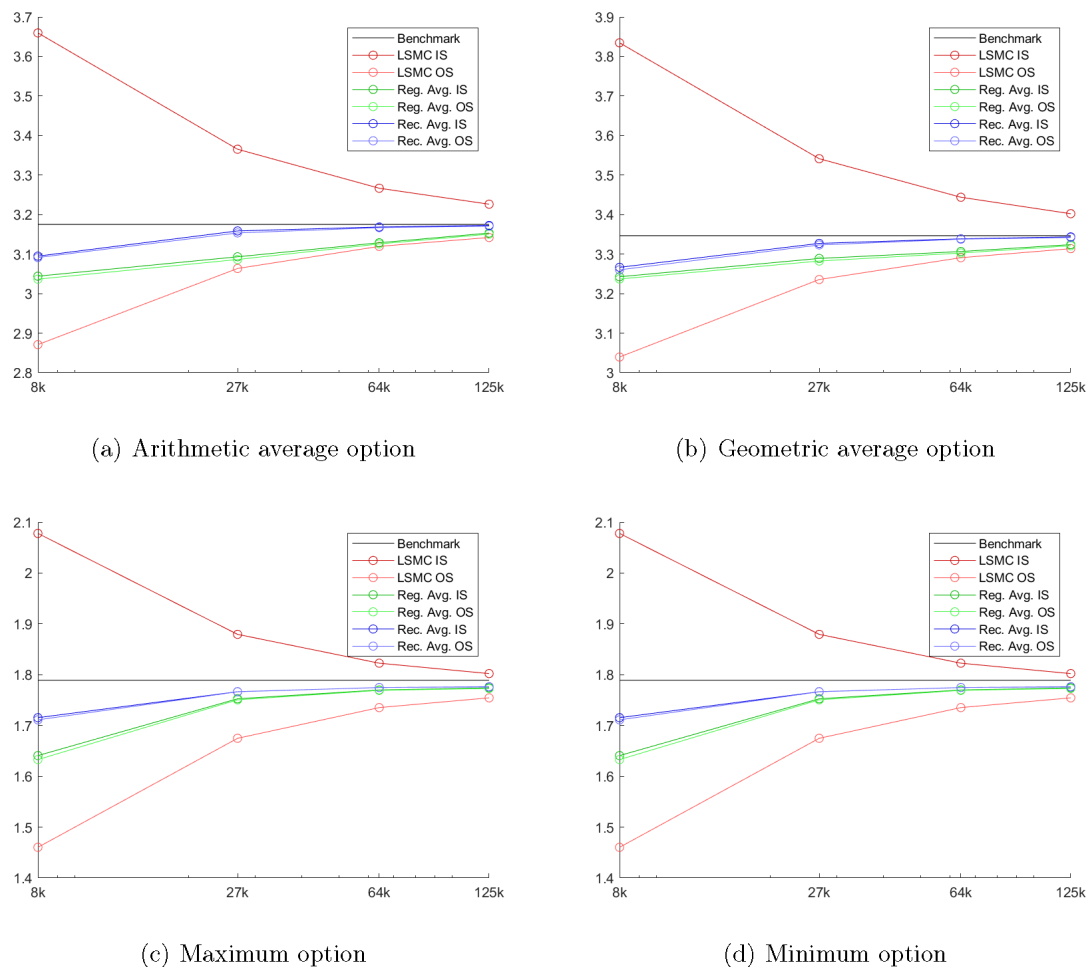 3.7
3.6
3.5
3.4
3.3
3.2
3.1
3
2.9
2.8
8k 27k 64k 125k
Benchmark
LSMC IS
LSMC OS
Reg. Avg. IS
Reg. Avg. OS
Rec. Avg. IS
Rec. Avg. OS
(a) Arithmetic average option
3.9
3.8
3.7
3.6
3.5
3.4
3.3
3.2
3.1
3
8k 27k 64k 125k
Benchmark
LSMC IS
LSMC OS
Reg. Avg. IS
Reg. Avg. OS
Rec. Avg. IS
Rec. Avg. OS
(b) Geometric average option
2.1
2
1.9
1.8
1.7
1.6
1.5
1.4
8k 27k 64k 125k
Benchmark
LSMC IS
LSMC OS
Reg. Avg. IS
Reg. Avg. OS
Rec. Avg. IS
Rec. Avg. OS
(c) Maximum option
2.1
2
1.9
1.8
1.7
1.6
1.5
1.4
8k 27k 64k 125k
Benchmark
LSMC IS
LSMC OS
Reg. Avg. IS
Reg. Avg. OS
Rec. Avg. IS
Rec. Avg. OS
(d) Minimum option